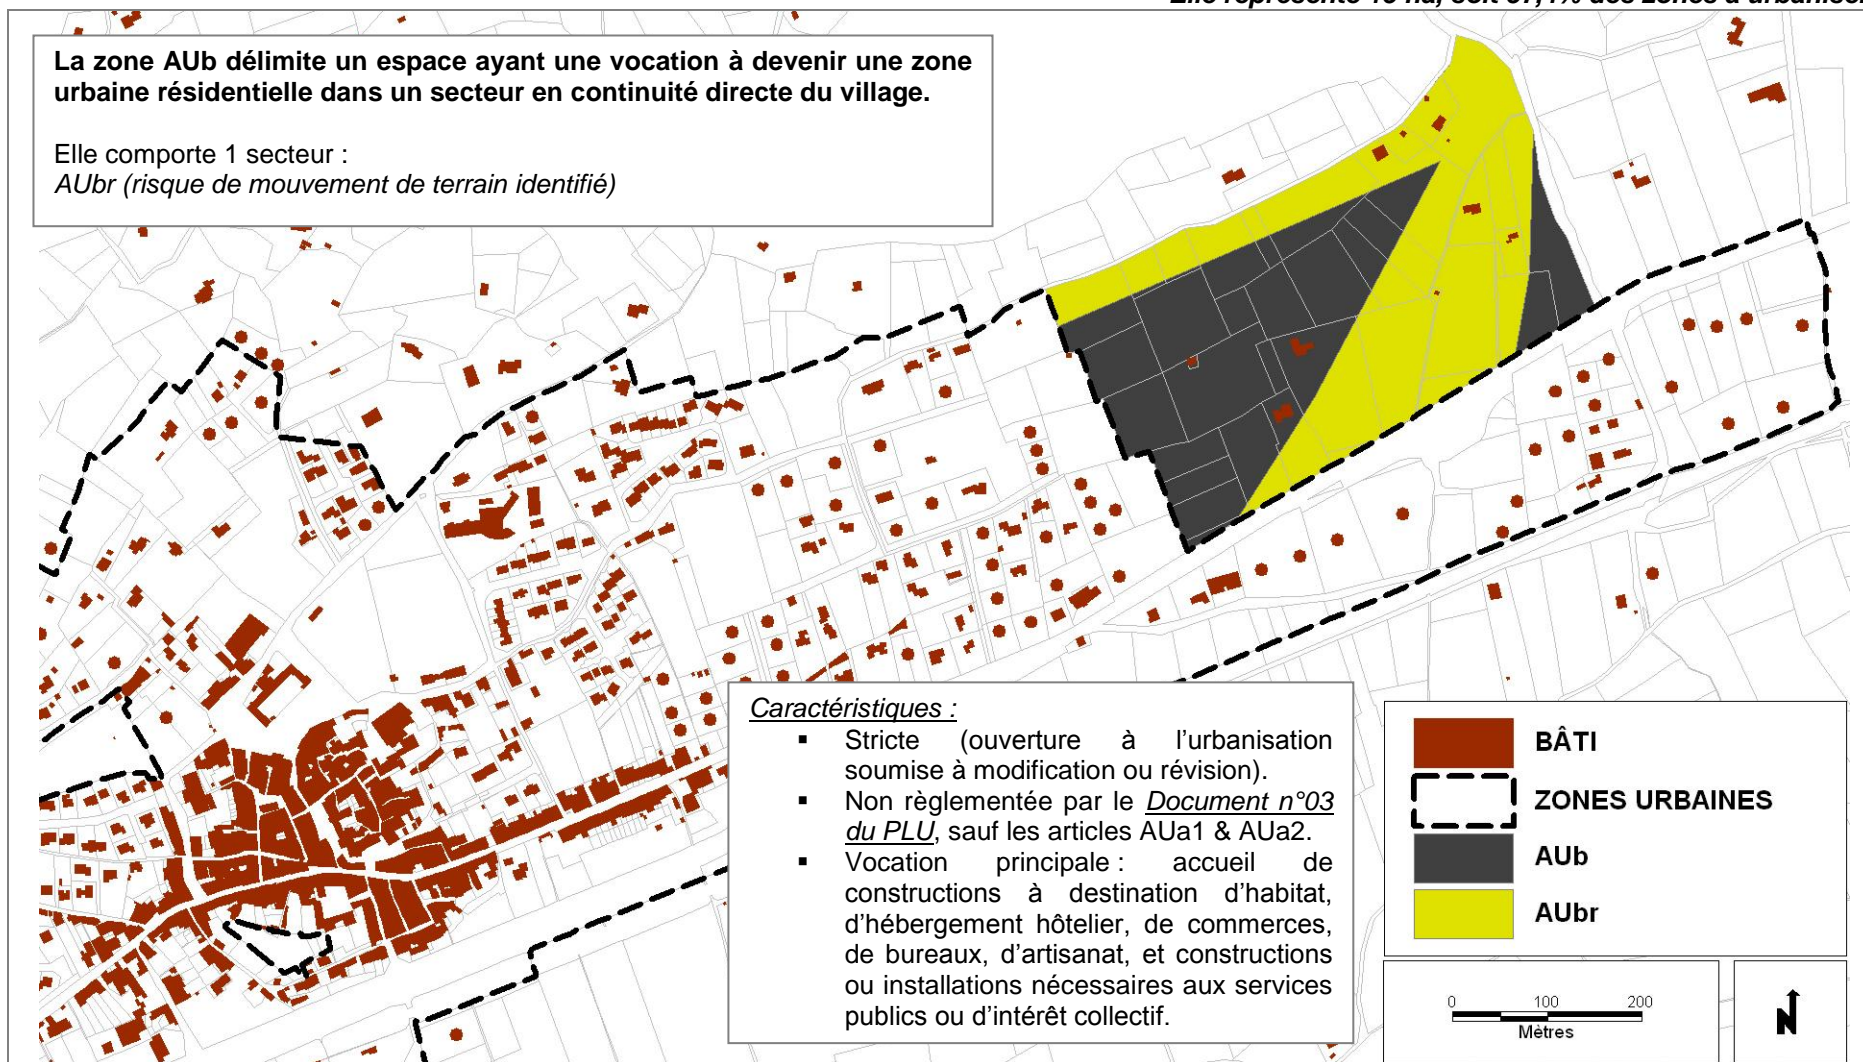 La zone AUb délimite un espace ayant une vocation à devenir une zone
urbaine résidentielle dans un secteur en continuité directe du village.
Elle comporte 1 secteur :
AUbr (risque de mouvement de terrain identifié)
Caractéristiques :
▪ Stricte (ouverture à l'urbanisation
soumise à modification ou révision).
▪ Non règlementée par le Document n°03
du PLU, sauf les articles AUa1 & AUa2.
▪ Vocation principale : accueil de
constructions à destination d'habitat,
d'hébergement hôtelier, de commerces,
de bureaux, d'artisanat, et constructions
ou installations nécessaires aux services
publics ou d'intérêt collectif.
BÂTI
ZONES URBAINES
AUb
AUbr
0 100 200
Mètres
N